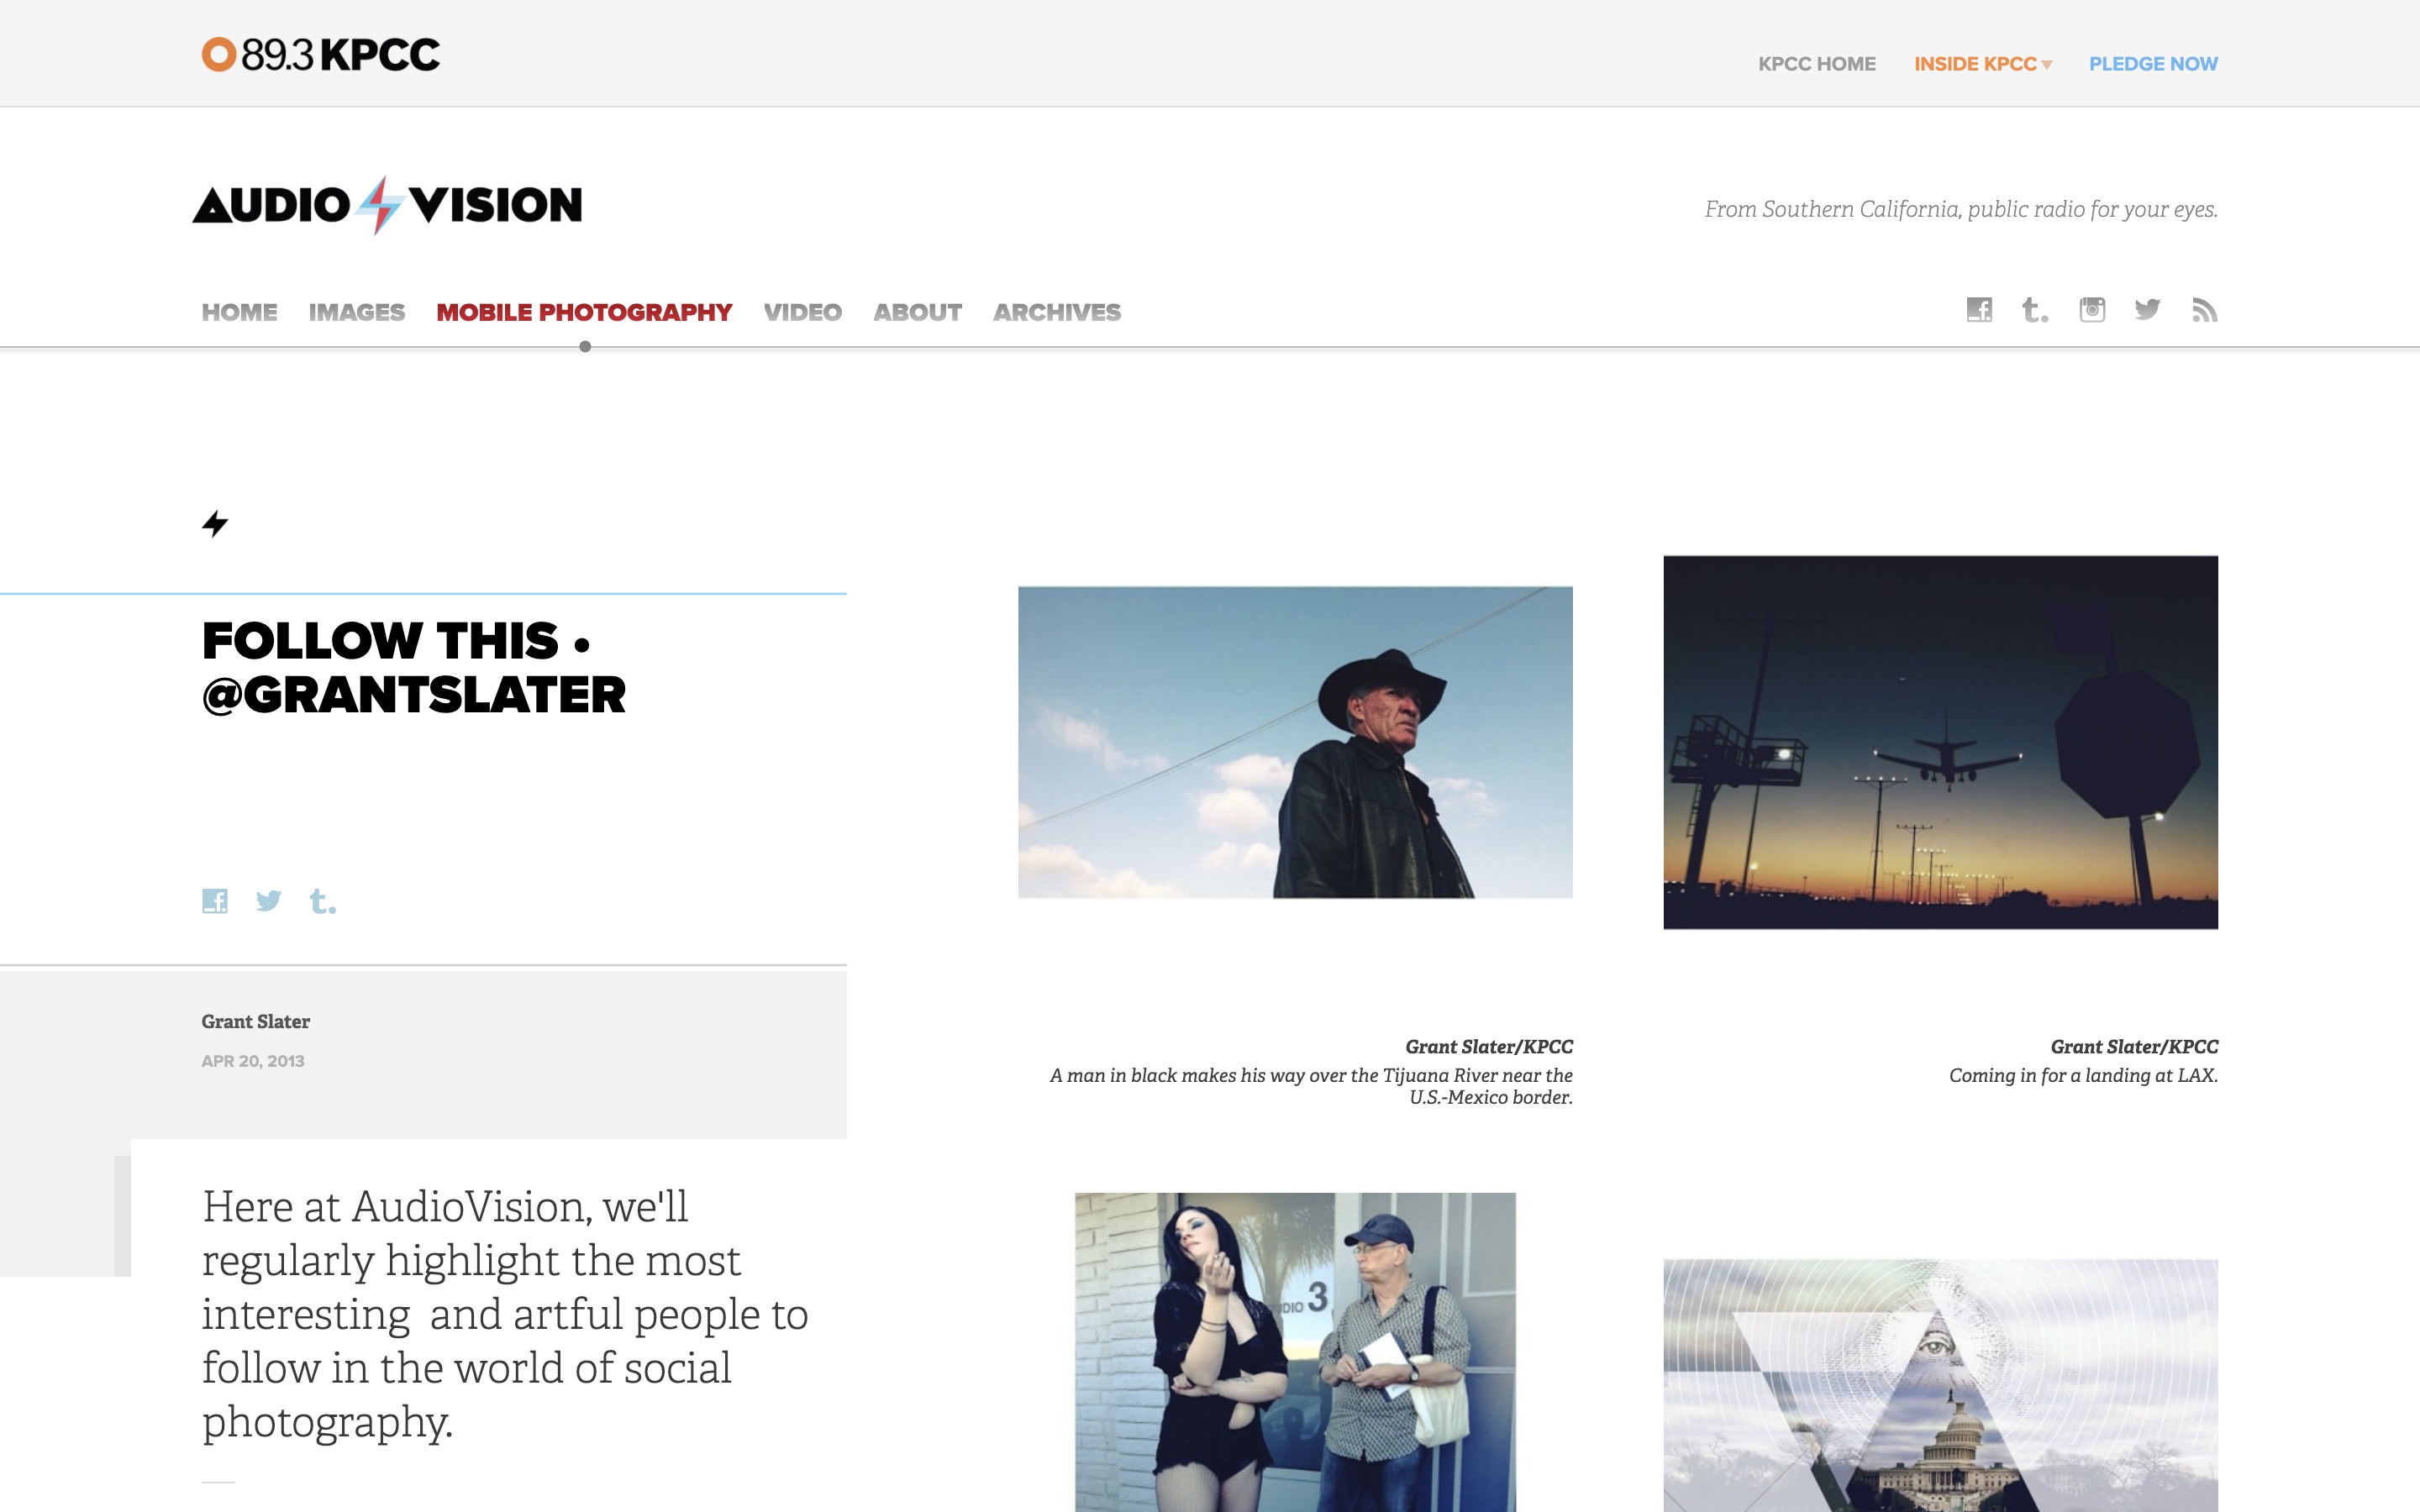 89.3 KPCC
KPCC HOME INSIDE KPCC PLEDGE NOW
AUDIO VISION
From Southern California, public radio for your eyes.
HOME IMAGES MOBILE PHOTOGRAPHY VIDEO ABOUT ARCHIVES
FOLLOW THIS •
@GRANTSLATER
Grant Slater
APR 20, 2013
Here at AudioVision, we'll
regularly highlight the most
interesting  and artful people to
follow in the world of social
photography.
Grant Slater/KPCC
A man in black makes his way over the Tijuana River near the
U.S.-Mexico border.
Grant Slater/KPCC
Coming in for a landing at LAX.
UDIO 3